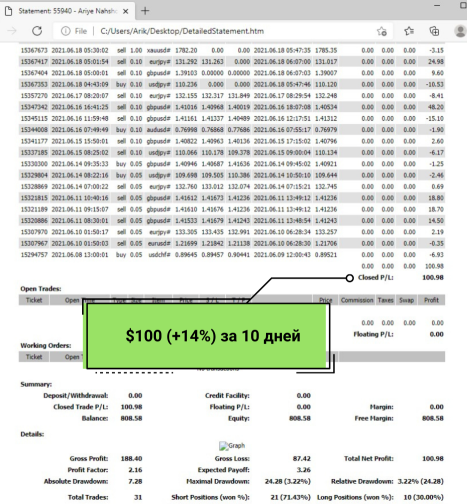 Statement: 55940 - Ariye Nahsho
File | C:/Users/Arik/Desktop/DetailedStatement.htm
15367673 2021.06.18 05:30:02 sell 1.00 xauusd# 1782.20 0.00 0.00 2021.06.18 05:47:35 1785.35 0.00 0.00 0.00 -3.15
15367417 2021.06.18 05:01:54 sell 0.10 eurjpy# 131.292 131.263 0.000 2021.06.18 06:07:00 131.017 0.00 0.00 0.00 24.98
15367404 2021.06.18 05:00:01 sell 0.10 gbpusd# 1.39103 0.00000 0.00000 2021.06.18 06:07:03 1.39007 0.00 0.00 0.00 9.60
15367353 2021.06.18 04:43:09 buy 0.10 usdjpy# 110.236 0.000 0.000 2021.06.18 05:47:46 110.120 0.00 0.00 0.00 -10.53
15357270 2021.06.17 08:20:07 sell 0.10 eurjpy# 132.155 132.317 131.849 2021.06.17 08:29:54 132.248 0.00 0.00 0.00 -8.41
15347342 2021.06.16 16:41:25 sell 0.10 gbpusd# 1.41016 1.40968 1.40019 2021.06.16 18:07:08 1.40534 0.00 0.00 0.00 48.20
15345115 2021.06.16 11:59:48 sell 0.10 gbpusd# 1.41161 1.41337 1.40489 2021.06.16 12:17:51 1.41312 0.00 0.00 0.00 -15.10
15344008 2021.06.16 07:49:49 buy 0.10 audusd# 0.76998 0.76868 0.77686 2021.06.16 07:55:17 0.76979 0.00 0.00 0.00 -1.90
15341177 2021.06.15 15:50:01 sell 0.10 gbpusd# 1.40822 1.40963 1.40136 2021.06.15 17:15:02 1.40796 0.00 0.00 0.00 2.60
15337185 2021.06.15 08:25:02 sell 0.10 usdjpy# 110.066 110.178 109.378 2021.06.15 09:00:04 110.134 0.00 0.00 0.00 -6.17
15330300 2021.06.14 09:35:33 buy 0.05 gbpusd# 1.40946 1.40687 1.41636 2021.06.14 09:45:02 1.40921 0.00 0.00 0.00 -1.25
15329804 2021.06.14 08:22:16 buy 0.05 usdjpy# 109.698 109.505 110.386 2021.06.14 10:50:10 109.644 0.00 0.00 0.00 -2.46
15328869 2021.06.14 07:00:22 sell 0.05 eurjpy# 132.760 133.012 132.074 2021.06.14 07:15:21 132.745 0.00 0.00 0.00 0.69
15321815 2021.06.11 10:40:16 sell 0.05 gbpusd# 1.41612 1.41673 1.41236 2021.06.11 13:49:12 1.41236 0.00 0.00 0.00 18.80
15321189 2021.06.11 09:15:07 sell 0.05 gbpusd# 1.41610 1.41676 1.41236 2021.06.11 13:49:12 1.41236 0.00 0.00 0.00 18.70
15320886 2021.06.11 08:30:01 sell 0.05 gbpusd# 1.41533 1.41679 1.41243 2021.06.11 13:48:54 1.41243 0.00 0.00 0.00 14.50
15307970 2021.06.10 01:50:17 sell 0.05 eurjpy# 133.305 133.435 132.991 2021.06.10 06:28:34 133.257 0.00 0.00 0.00 2.19
15307967 2021.06.10 01:50:03 sell 0.05 eurusd# 1.21699 1.21842 1.21138 2021.06.10 06:28:30 1.21706 0.00 0.00 0.00 -0.35
15294757 2021.06.08 13:00:01 buy 0.05 usdchf# 0.89645 0.89457 0.90441 2021.06.09 12:00:43 0.89521 0.00 0.00 0.00 -6.93
0.00 0.00 0.00 100.98
Closed P/L: 100.98
Open Trades:
Ticket Open Time Type Size Item Price S / L T / P Price Commission Taxes Swap Profit
0.00 0.00 0.00 0.00
$100 (+14%) за 10 дней
Floating P/L: 0.00
Working Orders:
Ticket Open T
No transactions
Summary:
Deposit/Withdrawal: 0.00 Credit Facility: 0.00
Closed Trade P/L: 100.98 Floating P/L: 0.00 Margin: 0.00
Balance: 808.58 Equity: 808.58 Free Margin: 808.58
Details:
Graph
Gross Profit: 188.40 Gross Loss: 87.42 Total Net Profit: 100.98
Profit Factor: 2.16 Expected Payoff: 3.26
Absolute Drawdown: 7.28 Maximal Drawdown: 24.28 (3.22%) Relative Drawdown: 3.22% (24.28)
Total Trades: 31 Short Positions (won %): 21 (71.43%) Long Positions (won %): 10 (30.00%)